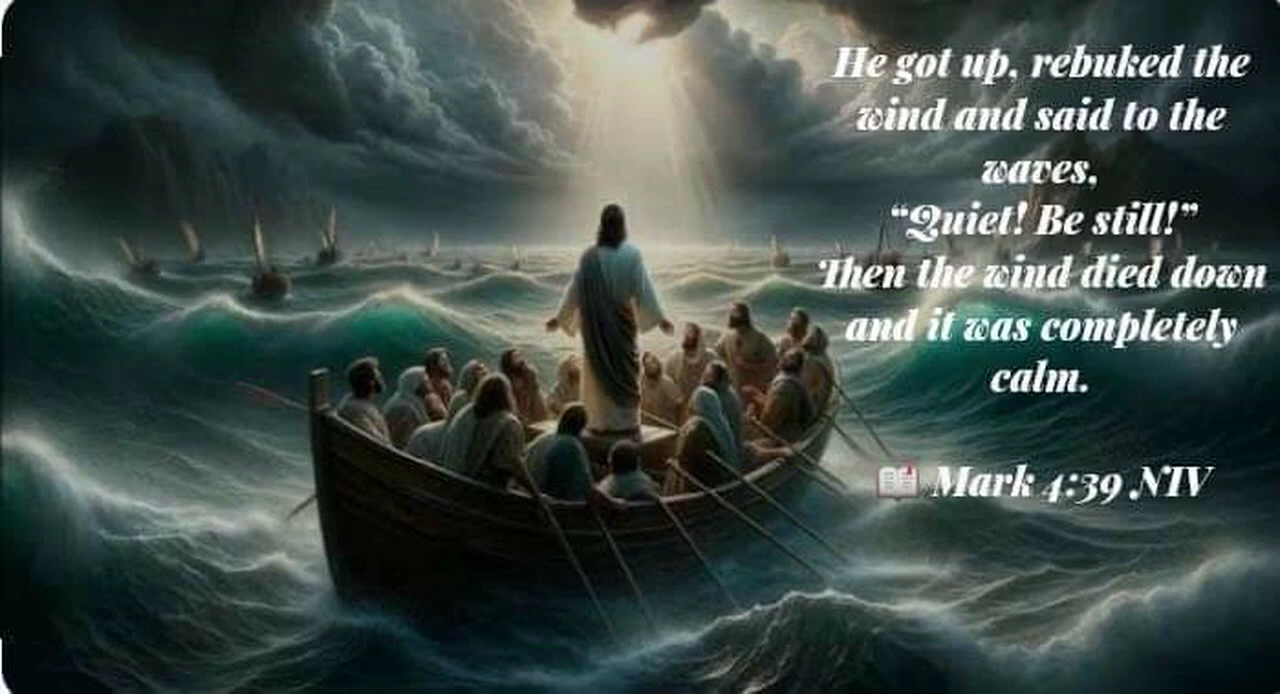 He got up, rebuked the
wind and said to the
waves,
“Quiet! Be still!”
Then the wind died down
and it was completely
calm.
📖 Mark 4:39 NIV